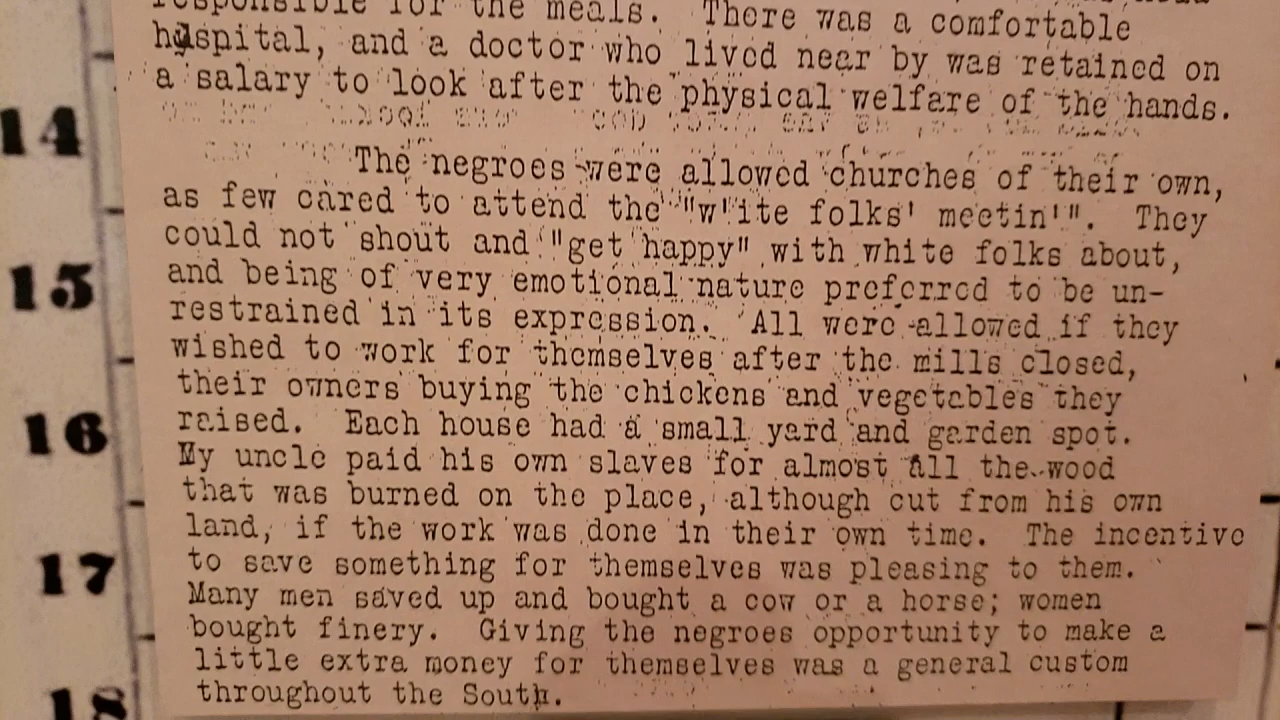 responsible for the meals. There was a comfortable
hospital, and a doctor who lived near by was retained on
a salary to look after the physical welfare of the hands.
The negroes were allowed churches of their own,
as few cared to attend the "w'ite folks' meetin'". They
could not shout and "get happy" with white folks about,
and being of very emotional nature preferred to be un-
restrained in its expression. All were allowed if they
wished to work for themselves after the mills closed,
their owners buying the chickens and vegetables they
raised. Each house had a small yard and garden spot.
My uncle paid his own slaves for almost all the wood
that was burned on the place, although cut from his own
land, if the work was done in their own time. The incentive
to save something for themselves was pleasing to them.
Many men saved up and bought a cow or a horse; women
bought finery. Giving the negroes opportunity to make a
little extra money for themselves was a general custom
throughout the South.
14
15
16
17
18